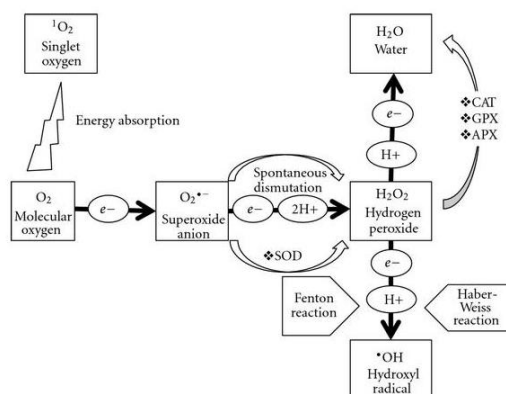 ¹O₂
Singlet
oxygen
Energy absorption
H₂O
Water
❖CAT
❖GPX
❖APX
e−
H+
O₂
Molecular
oxygen
e−
O₂•−
Superoxide
anion
Spontaneous
dismutation
e−
2H+
❖SOD
H₂O₂
Hydrogen
peroxide
e−
H+
Fenton
reaction
Haber-
Weiss
reaction
•OH
Hydroxyl
radical